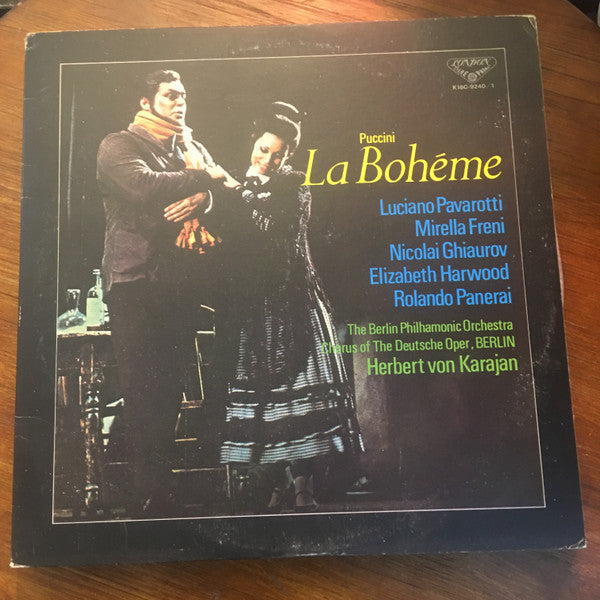 LONDON
K18C-9240/1
Puccini
La Bohéme
Luciano Pavarotti
Mirella Freni
Nicolai Ghiaurov
Elizabeth Harwood
Rolando Panerai
The Berlin Philhamonic Orchestra
Chorus of The Deutsche Oper, BERLIN
Herbert von Karajan